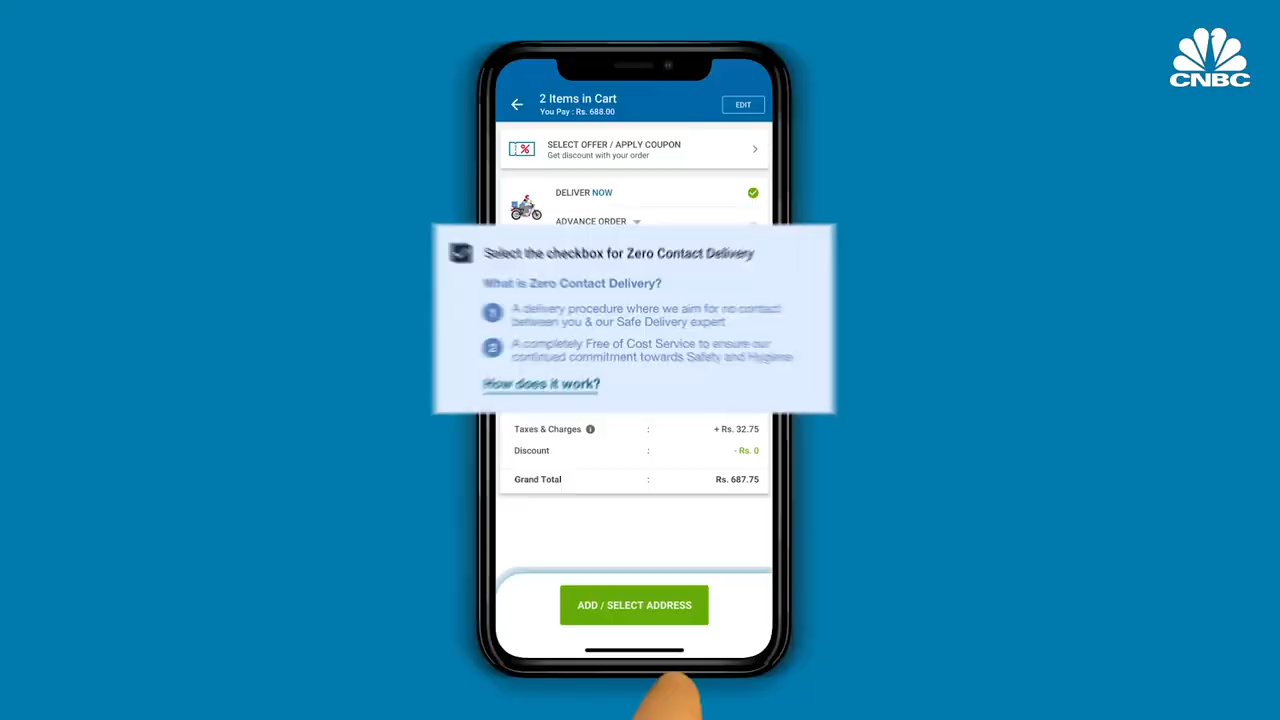 CNBC
2 Items in Cart
You Pay : Rs. 688.00
EDIT
SELECT OFFER / APPLY COUPON
Get discount with your order
DELIVER NOW
ADVANCE ORDER
Select the checkbox for Zero Contact Delivery
What is Zero Contact Delivery?
1 A delivery procedure where we aim for no contact
between you & our Safe Delivery expert
2 A completely Free of Cost Service to ensure our
continued commitment towards Safety and Hygiene
How does it work?
Taxes & Charges : + Rs. 32.75
Discount : - Rs. 0
Grand Total : Rs. 687.75
ADD / SELECT ADDRESS